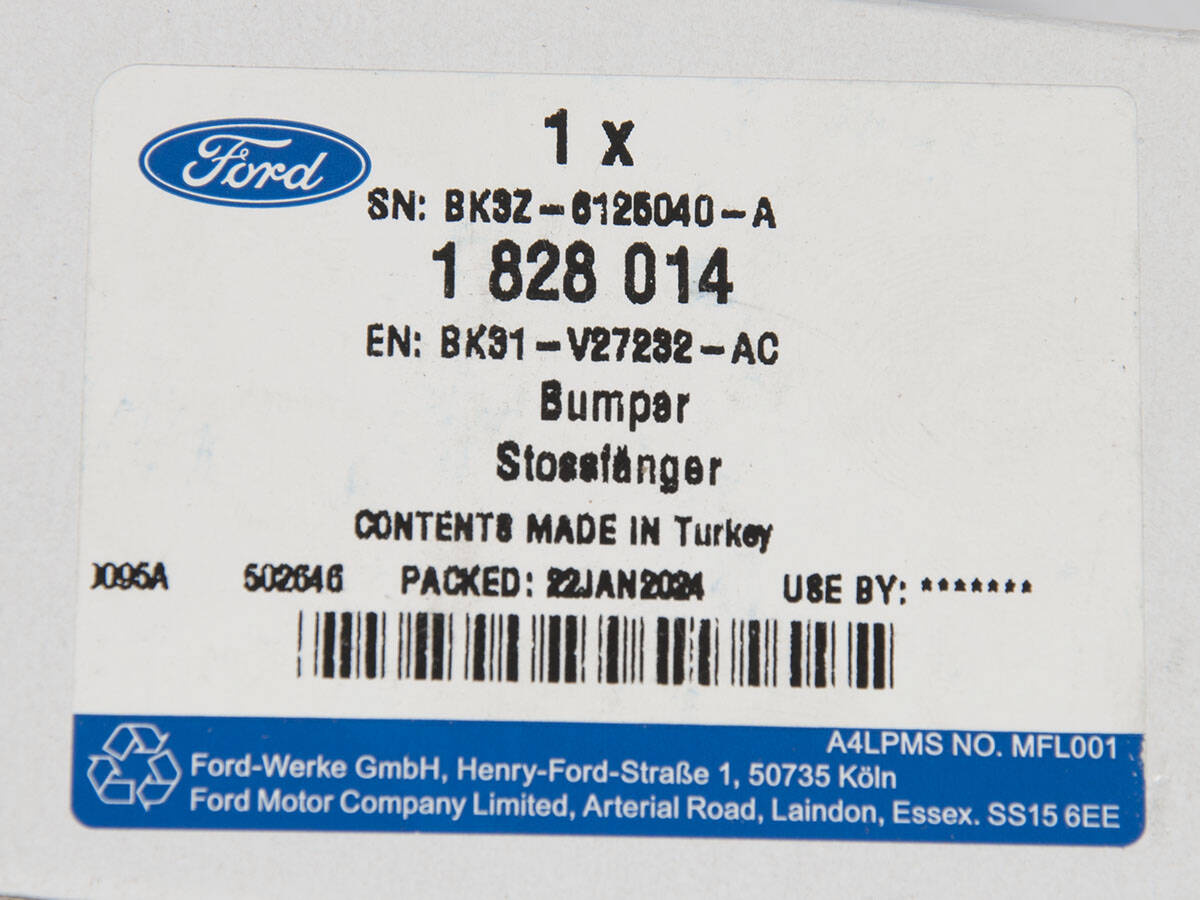 Ford
1 x
SN: BK3Z-6125040-A
1 828 014
EN: BK31-V27232-AC
Bumper
Stossfänger
CONTENTS MADE IN Turkey
502646 PACKED: 22JAN2024 USE BY: *******
A4LPMS NO. MFL001
Ford-Werke GmbH, Henry-Ford-Straße 1, 50735 Köln
Ford Motor Company Limited, Arterial Road, Laindon, Essex. SS15 6EE